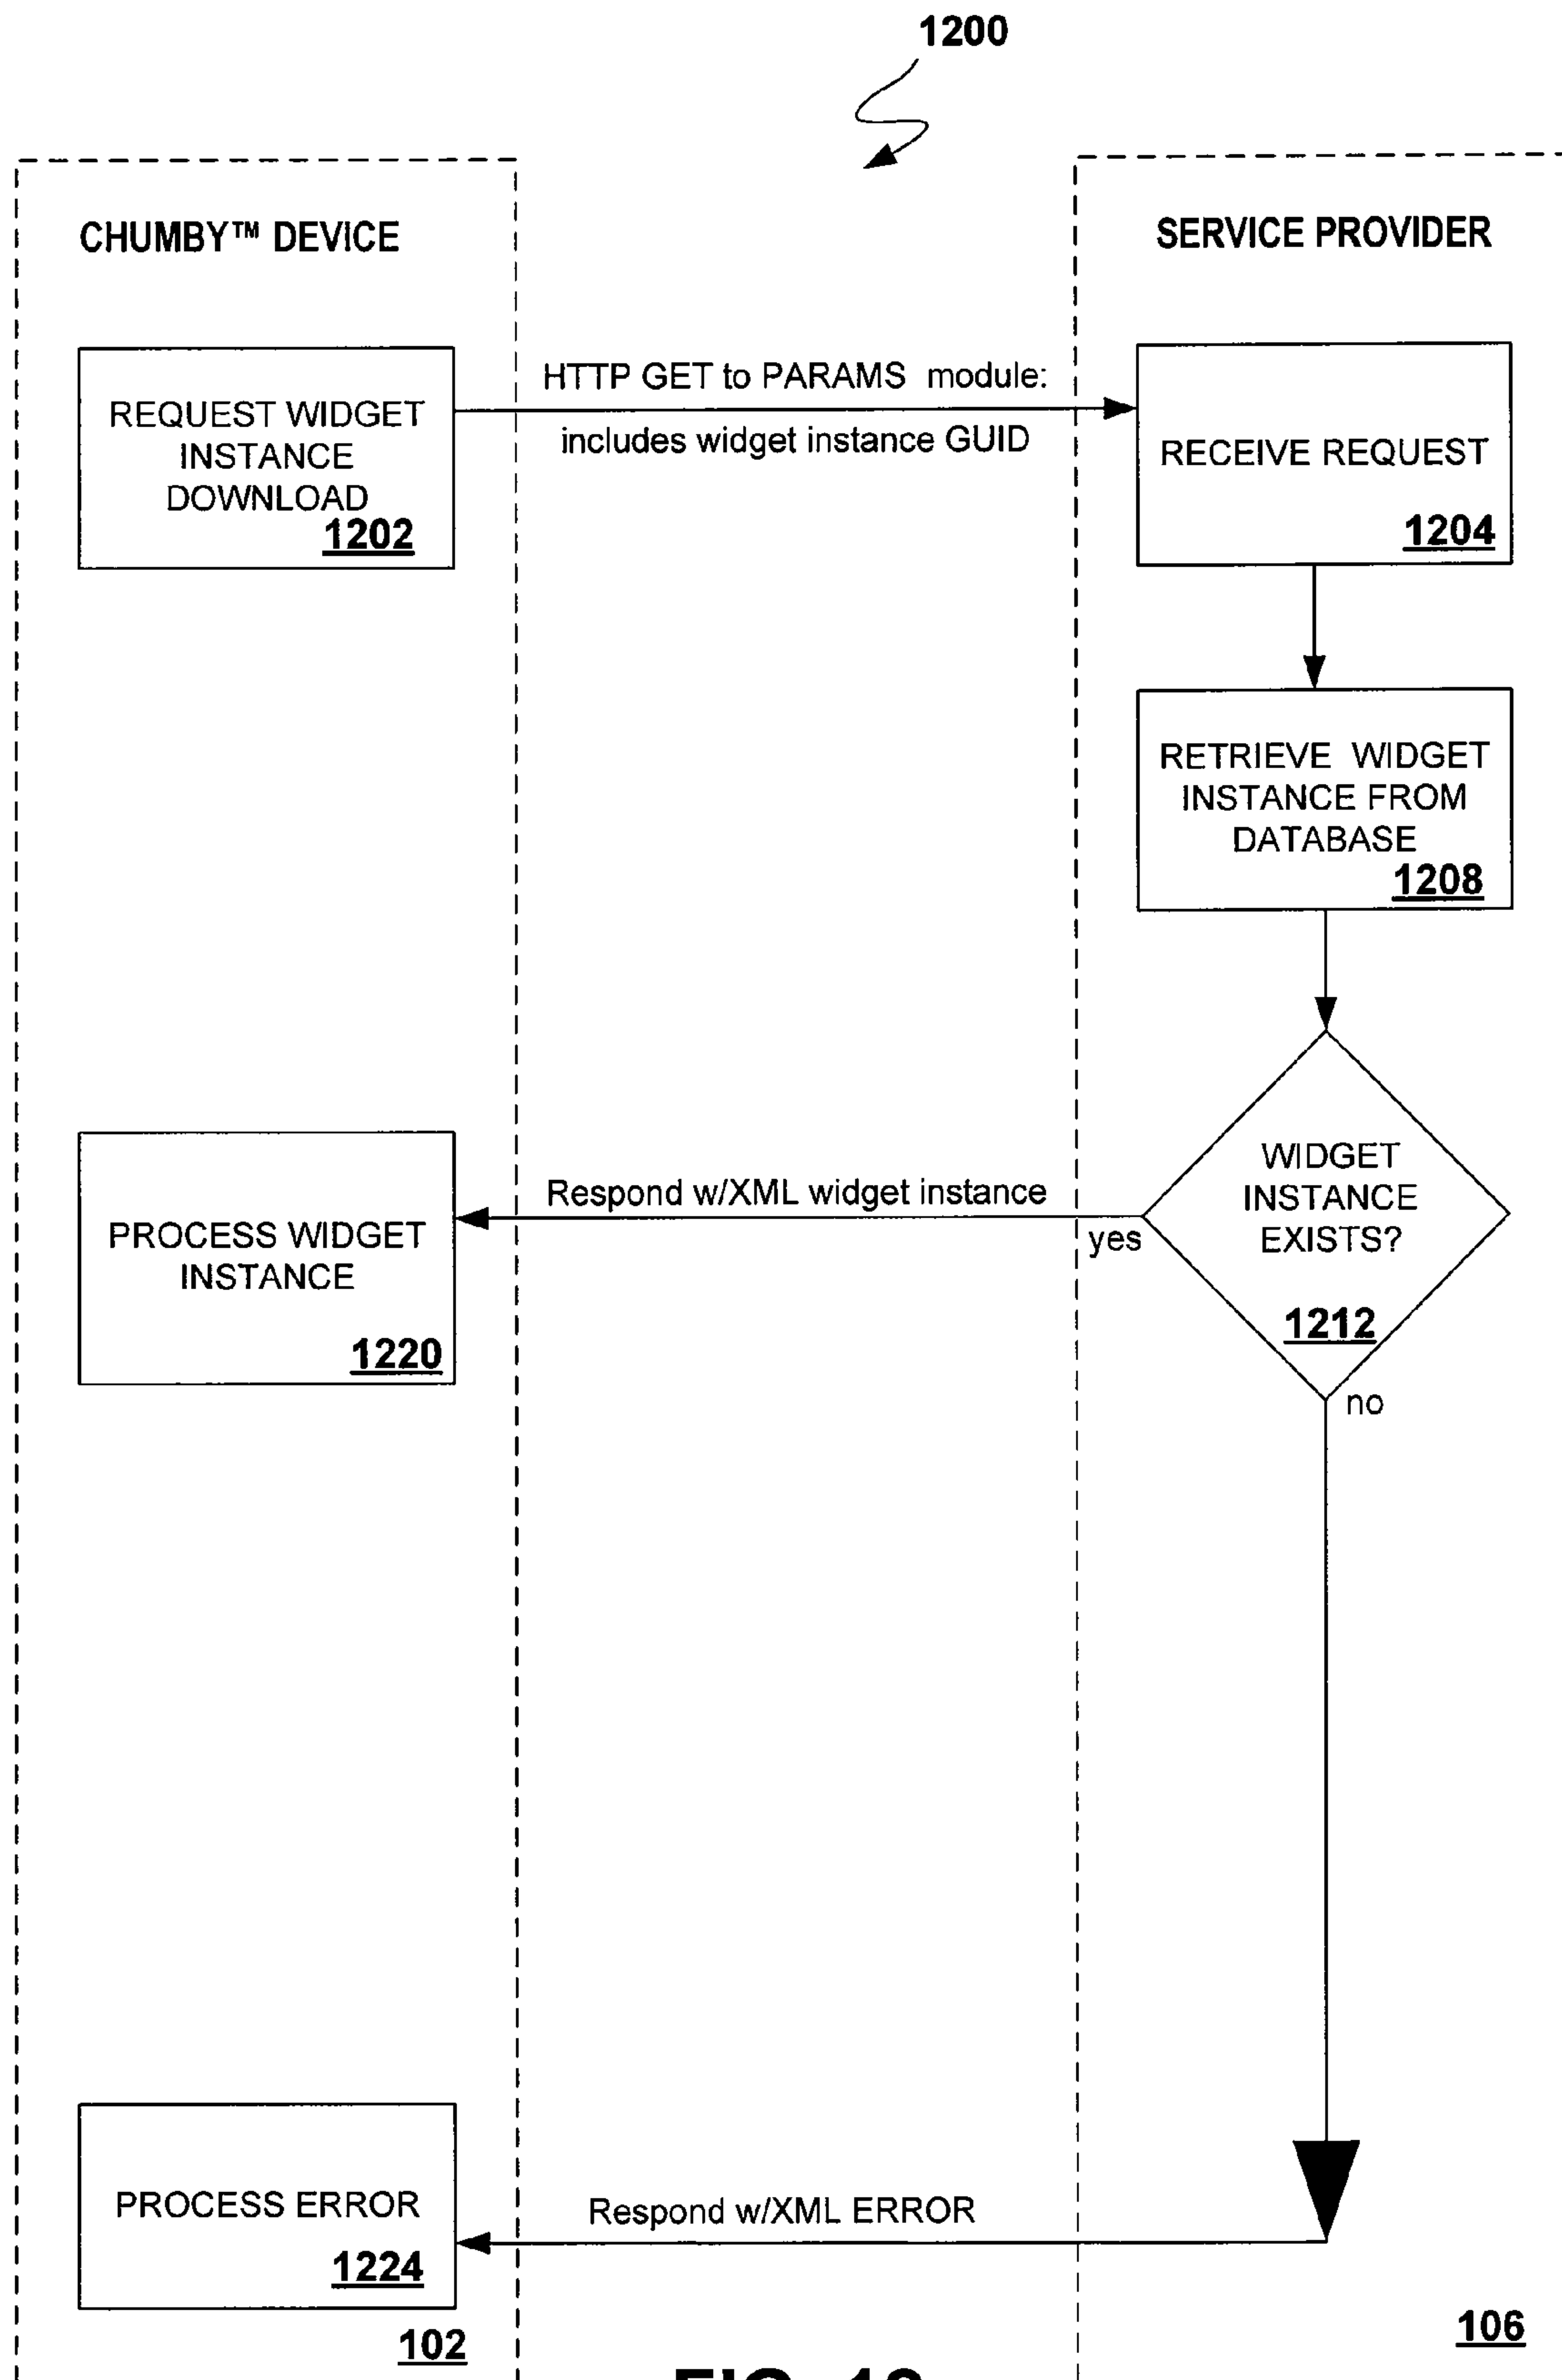 1200
CHUMBY™ DEVICE
SERVICE PROVIDER
REQUEST WIDGET
INSTANCE
DOWNLOAD
1202
HTTP GET to PARAMS module:
includes widget instance GUID
RECEIVE REQUEST
1204
RETRIEVE WIDGET
INSTANCE FROM
DATABASE
1208
WIDGET
INSTANCE
EXISTS?
1212
yes
no
Respond w/XML widget instance
PROCESS WIDGET
INSTANCE
1220
Respond w/XML ERROR
PROCESS ERROR
1224
102
106